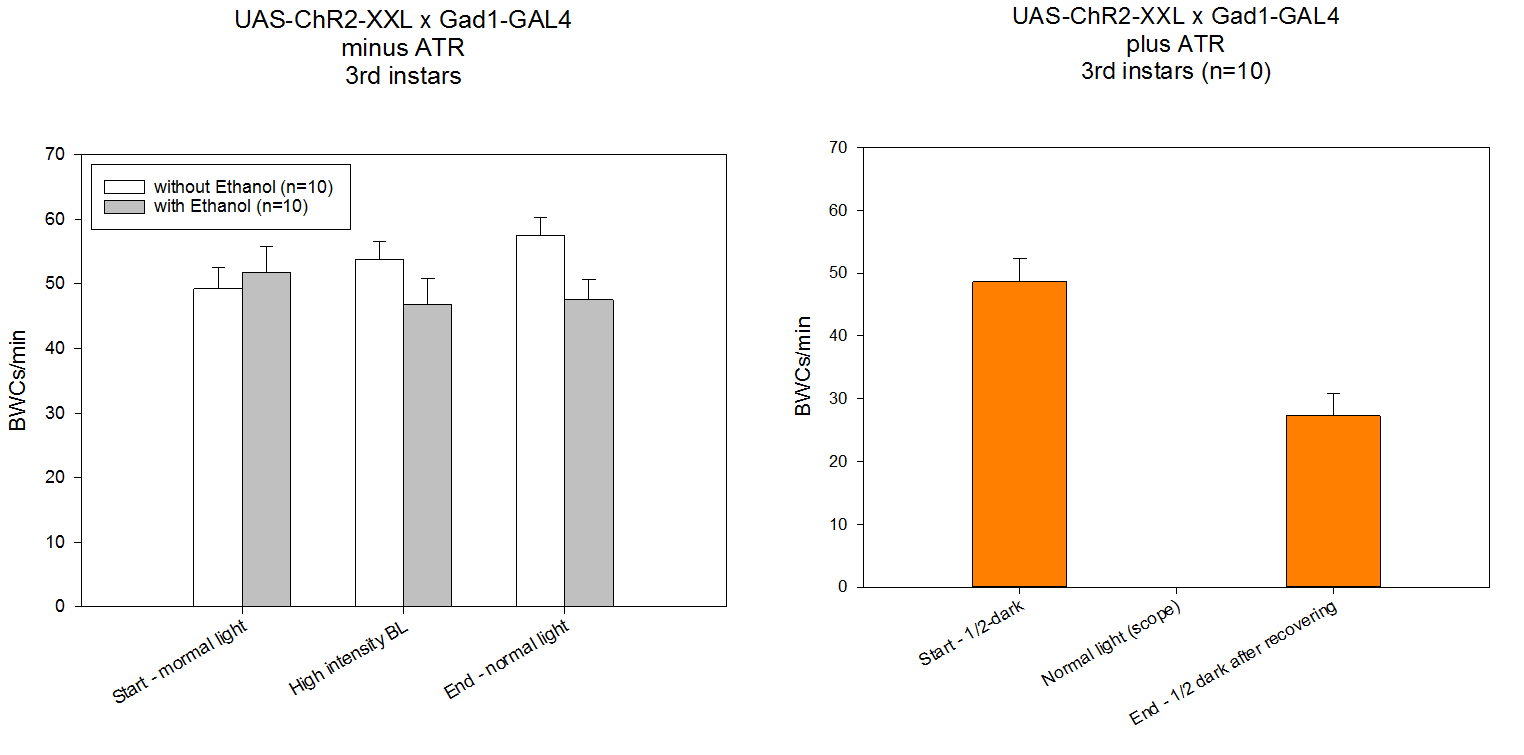 UAS-ChR2-XXL x Gad1-GAL4
minus ATR
3rd instars
70
60
50
40
30
20
10
0
BWCs/min
without Ethanol (n=10)
with Ethanol (n=10)
Start - mormal light
High intensity BL
End - normal light
UAS-ChR2-XXL x Gad1-GAL4
plus ATR
3rd instars (n=10)
70
60
50
40
30
20
10
0
BWCs/min
Start - 1/2-dark
Normal light (scope)
End - 1/2 dark after recovering